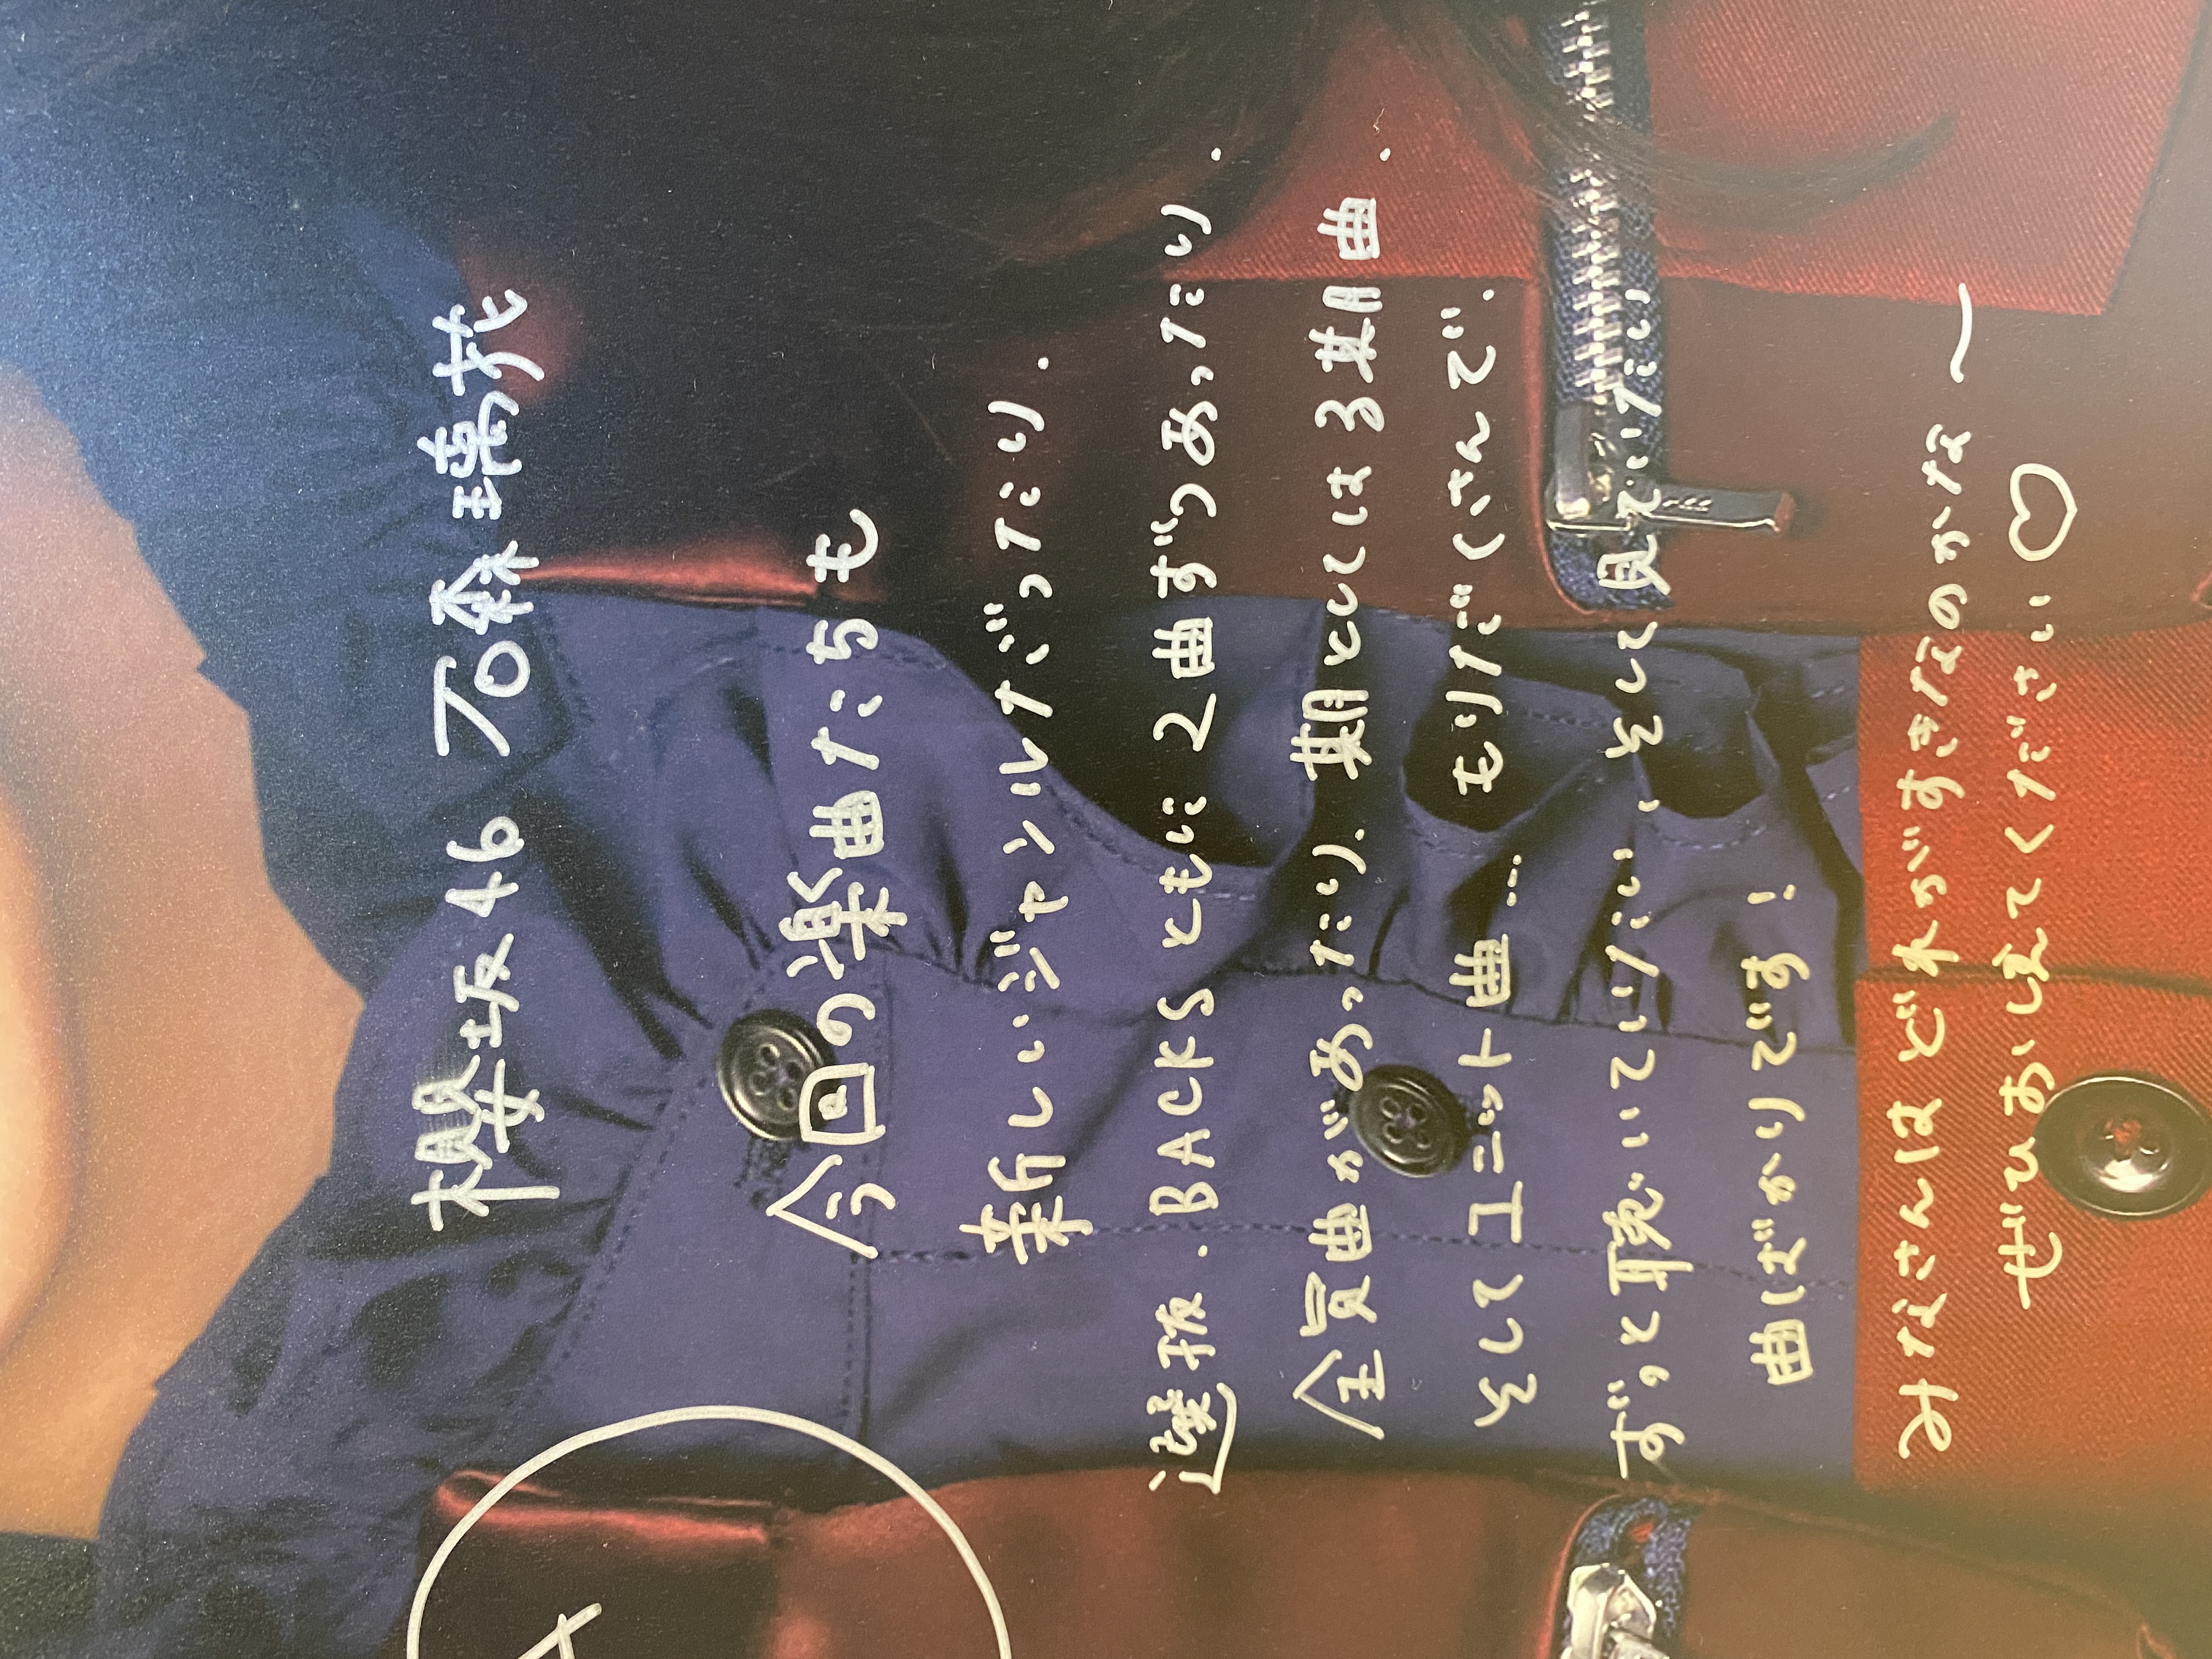 A
櫻坂46 石森璃花
今回の楽曲たちも
新しいジャンルだったり、
選抜、BACKSともに2曲ずつあったり、
全員曲があったり、期としては3期曲、
そしてユニット曲… もりだくさんで、
ずっと聴いていたい、そして見ていたい
曲ばかりです!
みなさんはどれがすきなのかな〜
ぜひおしえてください♡